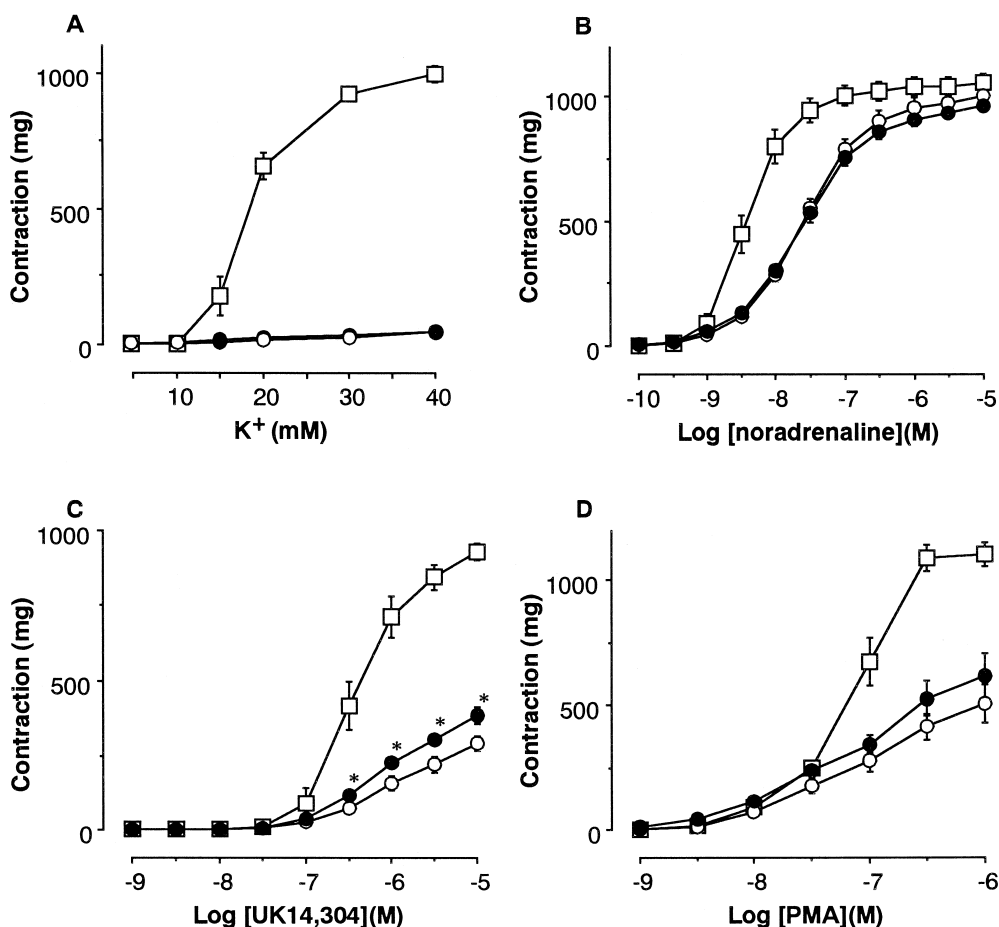 A
B
1000
500
0
Contraction (mg)
10 20 30 40
K+ (mM)
1000
500
0
Contraction (mg)
-10 -9 -8 -7 -6 -5
Log [noradrenaline](M)
C
D
1000
500
0
Contraction (mg)
* * * *
-9 -8 -7 -6 -5
Log [UK14,304](M)
1000
500
0
Contraction (mg)
-9 -8 -7 -6
Log [PMA](M)